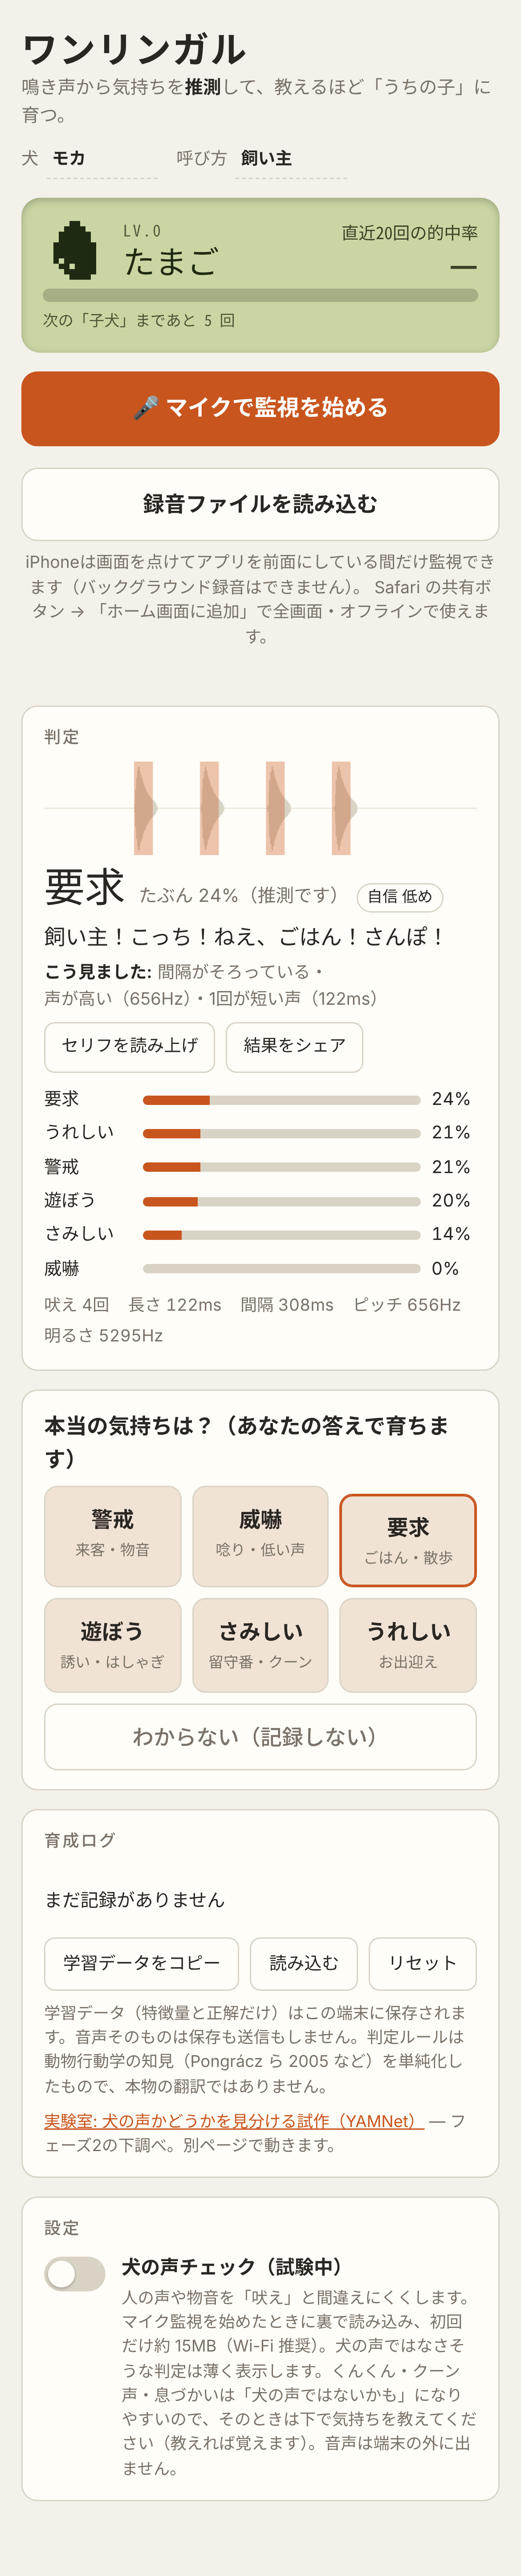 ワンリンガル
鳴き声から気持ちを推測して、教えるほど「うちの子」に
育つ。
犬 モカ 呼び方 飼い主
LV.0
たまご
直近20回の的中率
—
次の「子犬」まであと 5 回
🎤 マイクで監視を始める
録音ファイルを読み込む
iPhoneは画面を点けてアプリを前面にしている間だけ監視でき
ます（バックグラウンド録音はできません）。 Safari の共有ボ
タン → 「ホーム画面に追加」で全画面・オフラインで使えま
す。
判定
要求 たぶん 24%（推測です） 自信 低め
飼い主！こっち！ねえ、ごはん！さんぽ！
こう見ました: 間隔がそろっている・
声が高い（656Hz）・1回が短い声（122ms）
セリフを読み上げ 結果をシェア
要求 24%
うれしい 21%
警戒 21%
遊ぼう 20%
さみしい 14%
威嚇 0%
吠え 4回 長さ 122ms 間隔 308ms ピッチ 656Hz
明るさ 5295Hz
本当の気持ちは？（あなたの答えで育ちま
す）
警戒
来客・物音
威嚇
唸り・低い声
要求
ごはん・散歩
遊ぼう
誘い・はしゃぎ
さみしい
留守番・クーン
うれしい
お出迎え
わからない（記録しない）
育成ログ
まだ記録がありません
学習データをコピー 読み込む リセット
学習データ（特徴量と正解だけ）はこの端末に保存されま
す。音声そのものは保存も送信もしません。判定ルールは
動物行動学の知見（Pongrácz ら 2005 など）を単純化し
たもので、本物の翻訳ではありません。
実験室: 犬の声かどうかを見分ける試作（YAMNet） — フ
ェーズ2の下調べ。別ページで動きます。
設定
犬の声チェック（試験中）
人の声や物音を「吠え」と間違えにくくします。
マイク監視を始めたときに裏で読み込み、初回
だけ約 15MB（Wi-Fi 推奨）。犬の声ではなさそ
うな判定は薄く表示します。くんくん・クーン
声・息づかいは「犬の声ではないかも」になり
やすいので、そのときは下で気持ちを教えてくだ
さい（教えれば覚えます）。音声は端末の外に出
ません。